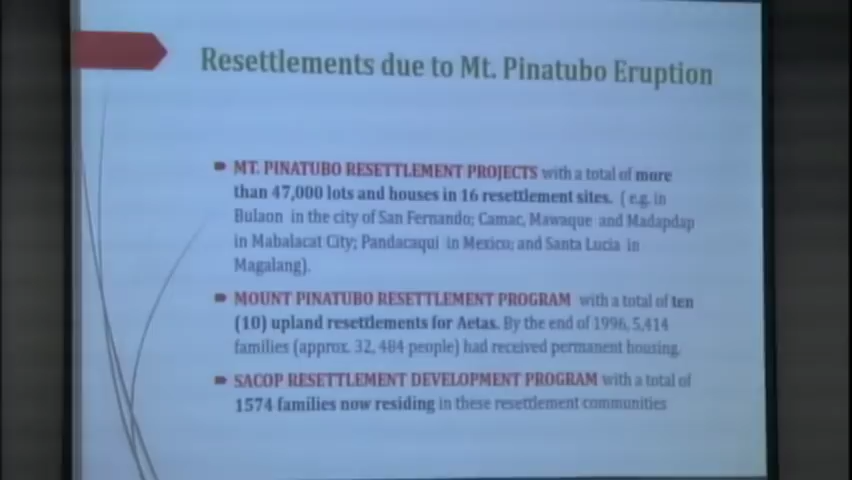 Resettlements due to Mt. Pinatubo Eruption
MT. PINATUBO RESETTLEMENT PROJECTS with a total of more
than 47,000 lots and houses in 16 resettlement sites. ( e.g. in
Bulaon in the city of San Fernando; Camac, Mawaque and Madapdap
in Mabalacat City; Pandacaqui in Mexico; and Santa Lucia in
Magalang).
MOUNT PINATUBO RESETTLEMENT PROGRAM with a total of ten
(10) upland resettlements for Aetas. By the end of 1996, 5,414
families (approx. 32, 484 people) had received permanent housing.
SACOP RESETTLEMENT DEVELOPMENT PROGRAM with a total of
1574 families now residing in these resettlement communities